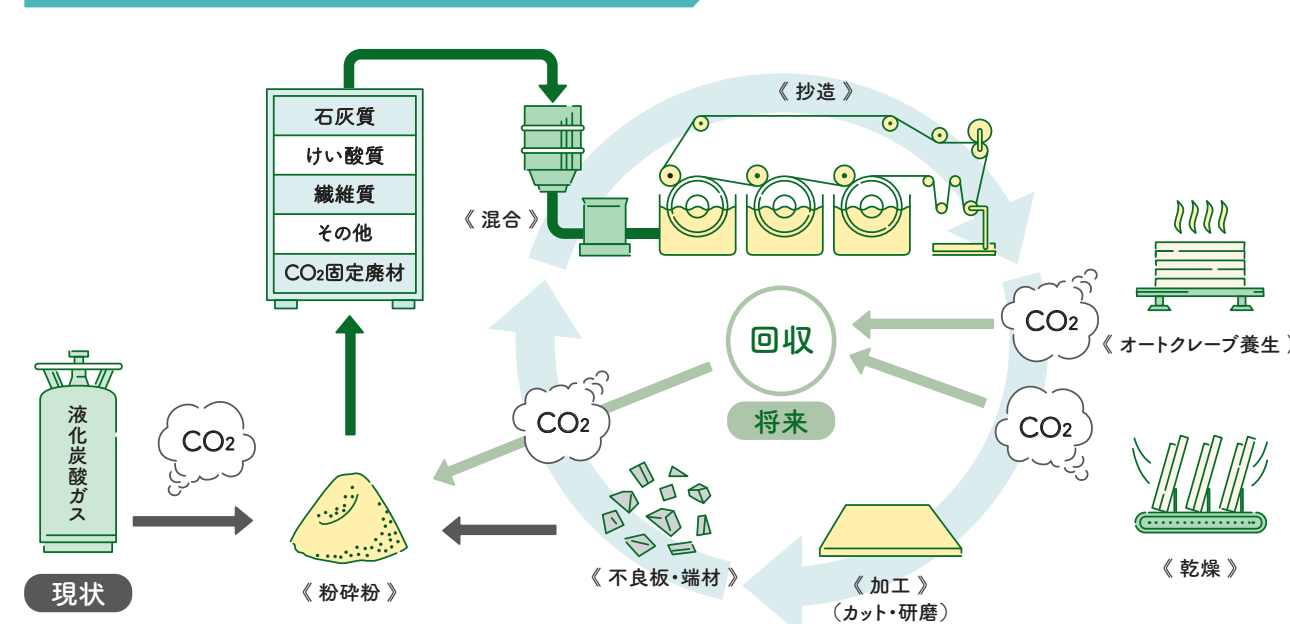 石灰質
けい酸質
繊維質
その他
CO2固定廃材
《 混合 》
《 抄造 》
CO2
《 オートクレーブ養生 》
回収
将来
CO2
《 乾燥 》
CO2
液化炭酸ガス
CO2
現状
《 粉砕粉 》
《 不良板・端材 》
《 加工 》
（カット・研磨）